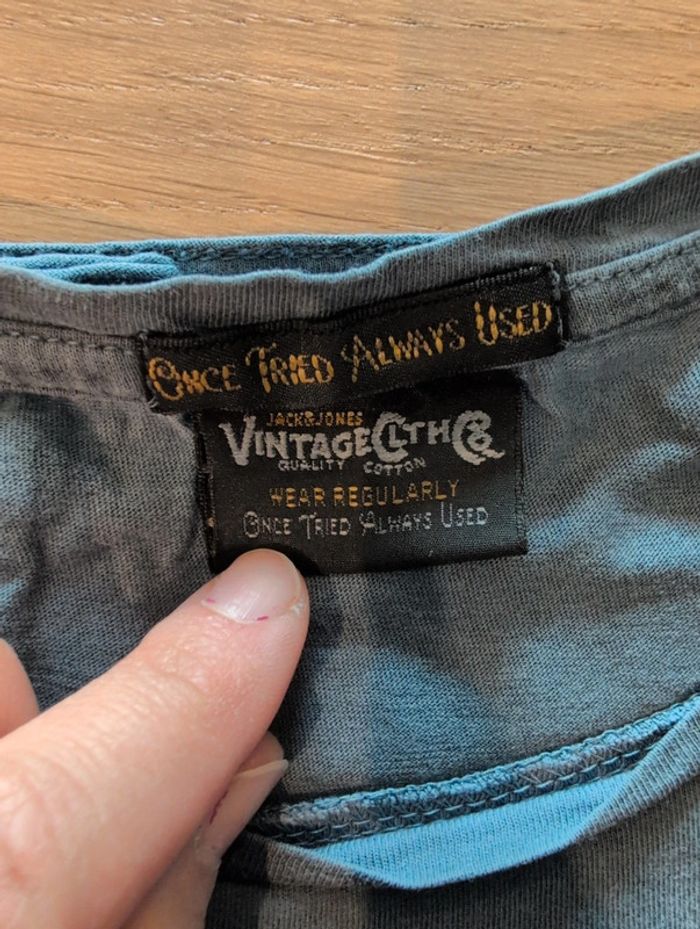 Once Tried Always Used
JACK&JONES
VINTAGE CLTH Co
QUALITY COTTON
WEAR REGULARLY
Once Tried Always Used